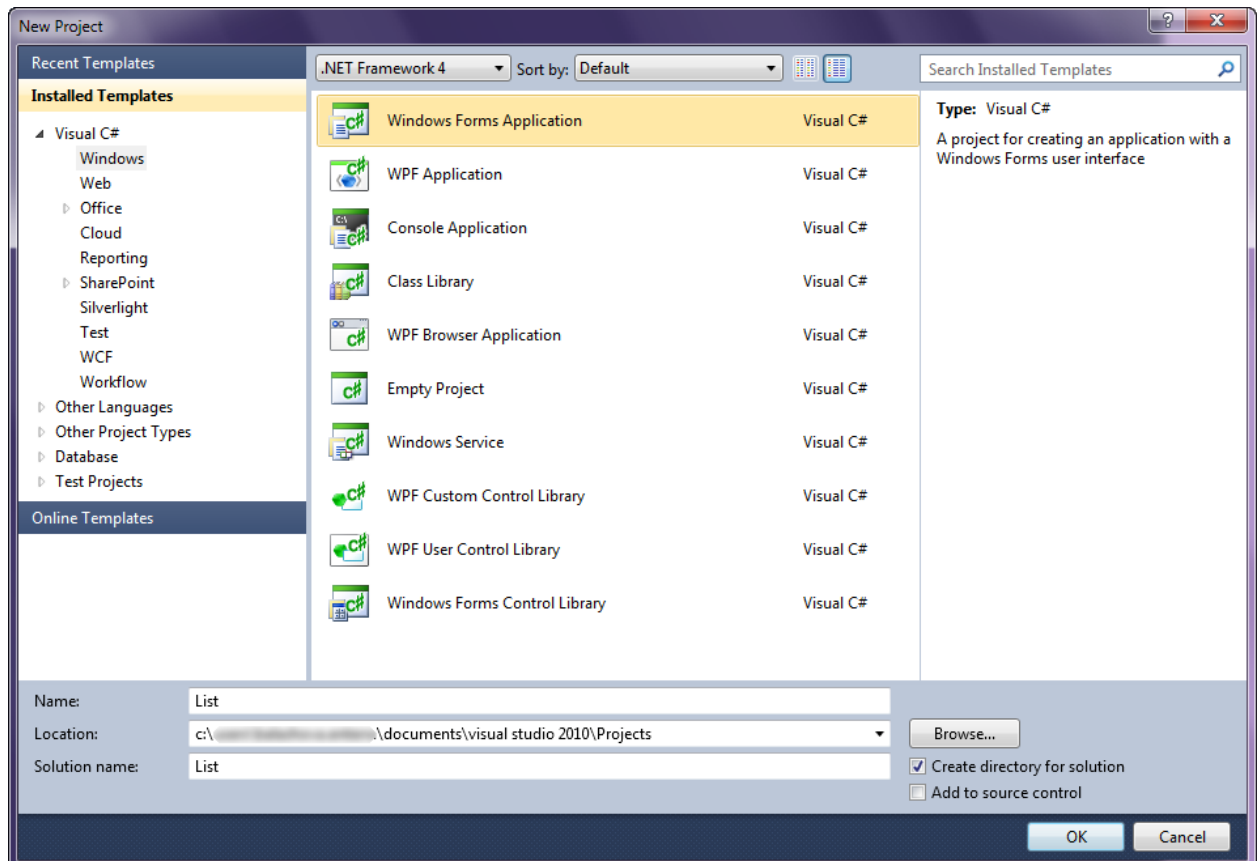 New Project
Recent Templates
Installed Templates
Visual C#
Windows
Web
Office
Cloud
Reporting
SharePoint
Silverlight
Test
WCF
Workflow
Other Languages
Other Project Types
Database
Test Projects
Online Templates
.NET Framework 4 Sort by: Default
Windows Forms Application Visual C#
WPF Application Visual C#
Console Application Visual C#
Class Library Visual C#
WPF Browser Application Visual C#
Empty Project Visual C#
Windows Service Visual C#
WPF Custom Control Library Visual C#
WPF User Control Library Visual C#
Windows Forms Control Library Visual C#
Search Installed Templates
Type: Visual C#
A project for creating an application with a
Windows Forms user interface
Name: List
Location: c:\ \documents\visual studio 2010\Projects Browse...
Solution name: List
Create directory for solution
Add to source control
OK Cancel